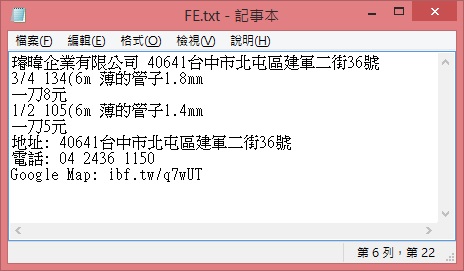 FE.txt - 記事本
檔案(F) 編輯(E) 格式(O) 檢視(V) 說明(H)
璿暐企業有限公司 40641台中市北屯區建軍二街36號
3/4 134(6m 薄的管子1.8mm
一刀8元
1/2 105(6m 薄的管子1.4mm
一刀5元
地址: 40641台中市北屯區建軍二街36號
電話: 04 2436 1150
Google Map: ibf.tw/q7wUT
第 6 列，第 22